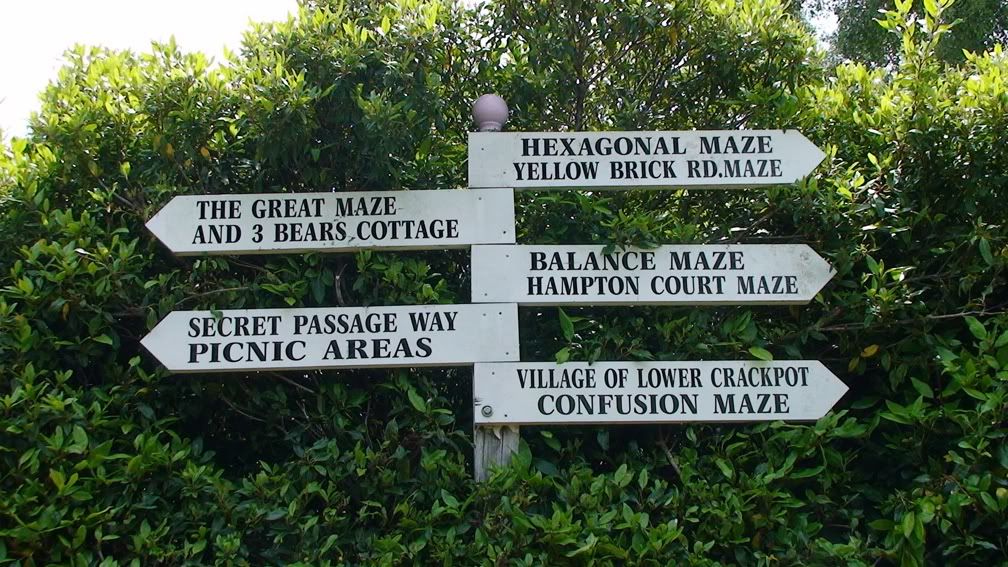 HEXAGONAL MAZE
YELLOW BRICK RD.MAZE
THE GREAT MAZE
AND 3 BEARS COTTAGE
BALANCE MAZE
HAMPTON COURT MAZE
SECRET PASSAGE WAY
PICNIC AREAS
VILLAGE OF LOWER CRACKPOT
CONFUSION MAZE